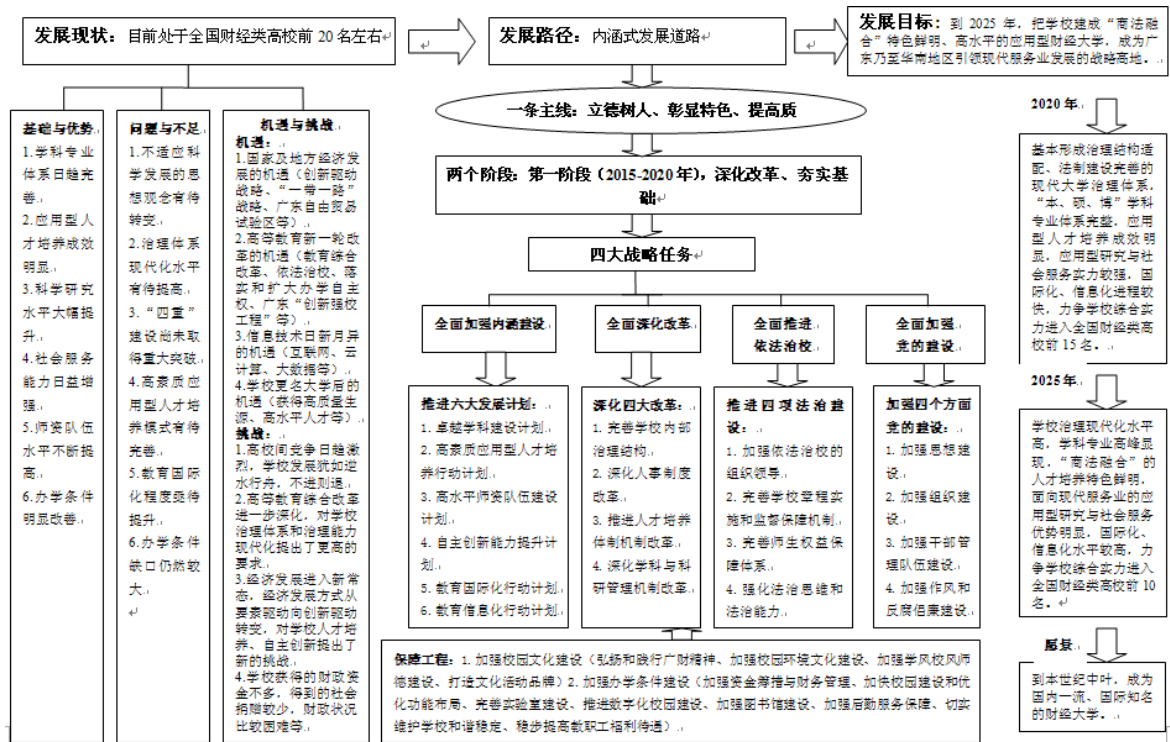 发展现状：目前处于全国财经类高校前 20 名左右
发展路径：内涵式发展道路
发展目标：到 2025 年，把学校建成“商法融
合”特色鲜明、高水平的应用型财经大学，成为广
东乃至华南地区引领现代服务业发展的战略高地。
一条主线：立德树人、彰显特色、提高质
两个阶段：第一阶段（2015-2020 年），深化改革、夯实基
础
四大战略任务
基础与优势
1.学科专业
体系日趋完
善
2.应用型人
才培养成效
明显
3.科学研究
水平大幅提
升
4.社会服务
能力日益增
强
5.师资队伍
水平不断提
高
6.办学条件
明显改善
问题与不足
1.不适应科
学发展的思
想观念有待
转变
2.治理体系
现代化水平
有待提高
3.“四重”
建设尚未取
得重大突破
4.高素质应
用型人才培
养模式有待
完善
5.教育国际
化程度亟待
提升
6.办学条件
缺口仍然较
大
机遇与挑战
机遇：
1.国家及地方经济发
展的机遇（创新驱动
战略、“一带一路”
战略、广东自由贸易
试验区等）
2.高等教育新一轮改
革的机遇（教育综合
改革、依法治校、落
实和扩大办学自主
权、广东“创新强校
工程”等）
3.信息技术日新月异
的机遇（互联网、云
计算、大数据等）
4.学校更名大学后的
机遇（获得高质量生
源、高水平人才等）
挑战：
1.高校间竞争日趋激
烈，学校发展犹如逆
水行舟，不进则退
2.高等教育综合改革
进一步深化，对学校
治理体系和治理能力
现代化提出了更高的
要求
3.经济发展进入新常
态，经济发展方式从
要素驱动向创新驱动
转变，对学校人才培
养、自主创新提出了
新的挑战
4.学校获得的财政资
金不多，得到的社会
捐赠较少，财政状况
比较困难等
全面加强内涵建设
全面深化改革
全面推进
依法治校
全面加强
党的建设
推进六大发展计划：
1. 卓越学科建设计划
2. 高素质应用型人才培
养行动计划
3. 高水平师资队伍建设
计划
4. 自主创新能力提升计
划
5. 教育国际化行动计划
6. 教育信息化行动计划
深化四大改革：
1. 完善学校内部
治理结构
2. 深化人事制度
改革
3. 推进人才培养
体制机制改革
4. 深化学科与科
研管理机制改革
推进四项法治建
设：
1. 加强依法治校的
组织领导
2. 完善学校章程实
施和监督保障机制
3. 完善师生权益保
障体系
4. 强化法治思维和
法治能力
加强四个方面
党的建设：
1. 加强思想建
设
2. 加强组织建
设
3. 加强干部管
理队伍建设
4. 加强作风和
反腐倡廉建设
保障工程：1. 加强校园文化建设（弘扬和践行广财精神、加强校园环境文化建设、加强学风校风师
德建设、打造文化活动品牌）2. 加强办学条件建设（加强资金筹措与财务管理、加快校园建设和优
化功能布局、完善实验室建设、推进数字化校园建设、加强图书馆建设、加强后勤服务保障、切实
维护学校和谐稳定、稳步提高教职工福利待遇）
2020 年
基本形成治理结构适
配、法制建设完善的
现代大学治理体系，
“本、硕、博”学科
专业体系完整，应用
型人才培养成效明
显，应用型研究与社
会服务实力较强，国
际化、信息化进程较
快，力争学校综合实
力进入全国财经类高
校前 15 名。
2025 年
学校治理现代化水平
高，学科专业高峰显
现，“商法融合”的
人才培养特色鲜明，
面向现代服务业的应
用型研究与社会服务
优势明显，国际化、
信息化水平较高，力
争学校综合实力进入
全国财经类高校前 10
名。
愿景
到本世纪中叶，成为
国内一流、国际知名
的财经大学。